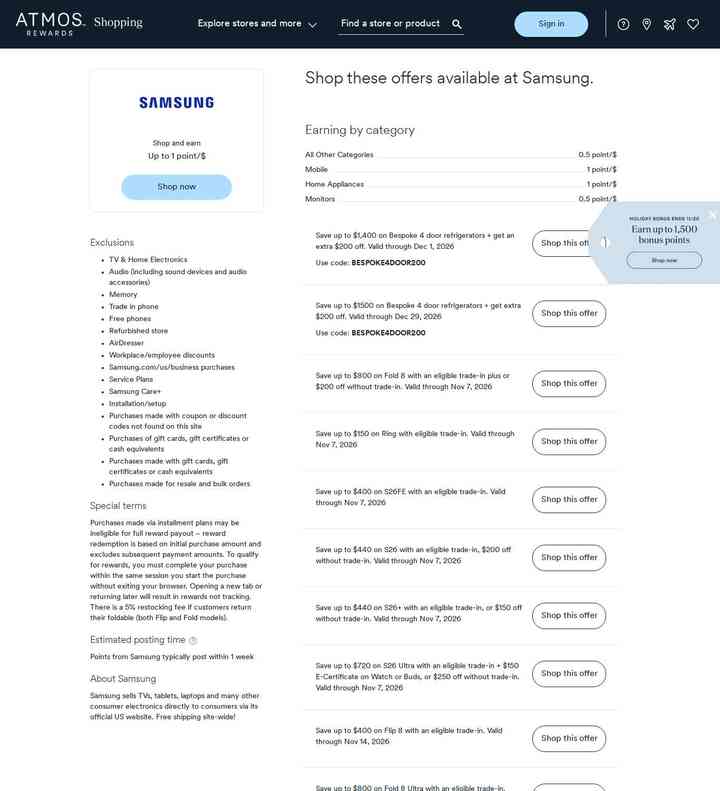 ATMOS REWARDS Shopping
Explore stores and more
Find a store or product
Sign in
SAMSUNG
Shop and earn
Up to 1 point/$
Shop now
Exclusions
• TV & Home Electronics
• Audio (including sound devices and audio
accessories)
• Memory
• Trade in phone
• Free phones
• Refurbished store
• AirDresser
• Workplace/employee discounts
• Samsung.com/us/business purchases
• Service Plans
• Samsung Care+
• Installation/setup
• Purchases made with coupon or discount
codes not found on this site
• Purchases of gift cards, gift certificates or
cash equivalents
• Purchases made with gift cards, gift
certificates or cash equivalents
• Purchases made for resale and bulk orders
Special terms
Purchases made via installment plans may be
ineligible for full reward payout – reward
redemption is based on initial purchase amount and
excludes subsequent payment amounts. To qualify
for rewards, you must complete your purchase
within the same session you start the purchase
without exiting your browser. Opening a new tab or
returning later will result in rewards not tracking.
There is a 5% restocking fee if customers return
their foldable (both Flip and Fold models).
Estimated posting time
Points from Samsung typically post within 1 week
About Samsung
Samsung sells TVs, tablets, laptops and many other
consumer electronics directly to consumers via its
official US website. Free shipping site-wide!
Shop these offers available at Samsung.
Earning by category
All Other Categories 0.5 point/$
Mobile 1 point/$
Home Appliances 1 point/$
Monitors 0.5 point/$
HOLIDAY BONUS ENDS 11/20
Earn up to 1,500
bonus points
Shop now
Save up to $1,400 on Bespoke 4 door refrigerators + get an
extra $200 off. Valid through Dec 1, 2026
Use code: BESPOKE4DOOR200
Shop this off
Save up to $1500 on Bespoke 4 door refrigerators + get extra
$200 off. Valid through Dec 29, 2026
Use code: BESPOKE4DOOR200
Shop this offer
Save up to $800 on Fold 8 with an eligible trade-in plus or
$200 off without trade-in. Valid through Nov 7, 2026
Shop this offer
Save up to $150 on Ring with eligible trade-in. Valid through
Nov 7, 2026
Shop this offer
Save up to $400 on S26FE with an eligible trade-in. Valid
through Nov 7, 2026
Shop this offer
Save up to $440 on S26 with an eligible trade-in, $200 off
without trade-in. Valid through Nov 7, 2026
Shop this offer
Save up to $440 on S26+ with an eligible trade-in, or $150 off
without trade-in. Valid through Nov 7, 2026
Shop this offer
Save up to $720 on S26 Ultra with an eligible trade-in + $150
E-Certificate on Watch or Buds, or $250 off without trade-in.
Valid through Nov 7, 2026
Shop this offer
Save up to $400 on Flip 8 with an eligible trade-in. Valid
through Nov 14, 2026
Shop this offer
Save up to $800 on Fold 8 Ultra with an eligible trade-in,